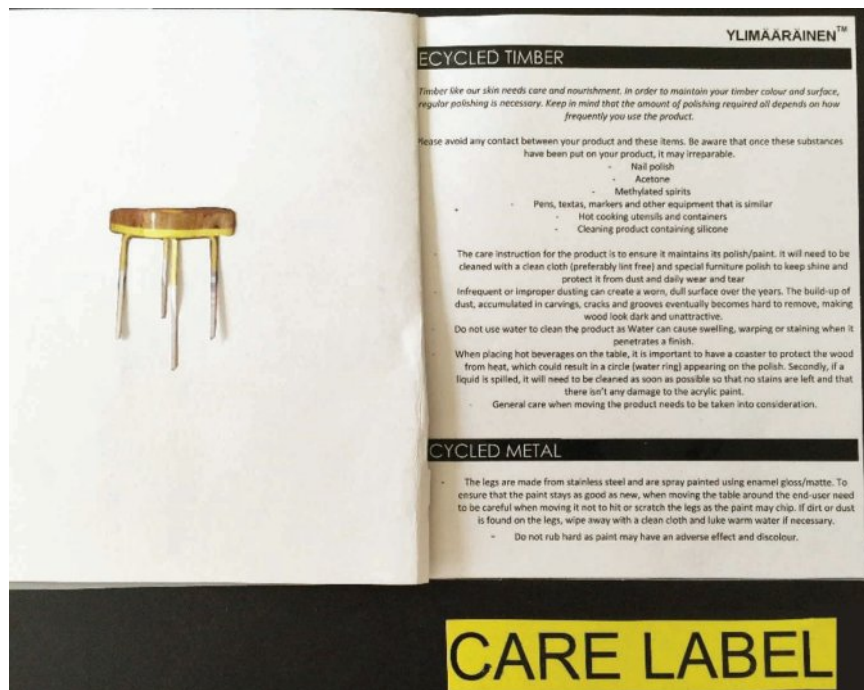 YLIMÄÄRÄINEN™
ECYCLED TIMBER
Timber like our skin needs care and nourishment. In order to maintain your timber colour and surface,
regular polishing is necessary. Keep in mind that the amount of polishing required all depends on how
frequently you use the product.
Please avoid any contact between your product and these items. Be aware that once these substances
have been put on your product, it may irreparable.
- Nail polish
- Acetone
- Methylated spirits
- Pens, textas, markers and other equipment that is similar
- Hot cooking utensils and containers
- Cleaning product containing silicone
- The care instruction for the product is to ensure it maintains its polish/paint. It will need to be
cleaned with a clean cloth (preferably lint free) and special furniture polish to keep shine and
protect it from dust and daily wear and tear
- Infrequent or improper dusting can create a worn, dull surface over the years. The build-up of
dust, accumulated in carvings, cracks and grooves eventually becomes hard to remove, making
wood look dark and unattractive.
- Do not use water to clean the product as Water can cause swelling, warping or staining when it
penetrates a finish.
- When placing hot beverages on the table, it is important to have a coaster to protect the wood
from heat, which could result in a circle (water ring) appearing on the polish. Secondly, if a
liquid is spilled, it will need to be cleaned as soon as possible so that no stains are left and that
there isn't any damage to the acrylic paint.
- General care when moving the product needs to be taken into consideration.
CYCLED METAL
- The legs are made from stainless steel and are spray painted using enamel gloss/matte. To
ensure that the paint stays as good as new, when moving the table around the end-user need
to be careful when moving it not to hit or scratch the legs as the paint may chip. If dirt or dust
is found on the legs, wipe away with a clean cloth and luke warm water if necessary.
- Do not rub hard as paint may have an adverse effect and discolour.
CARE LABEL